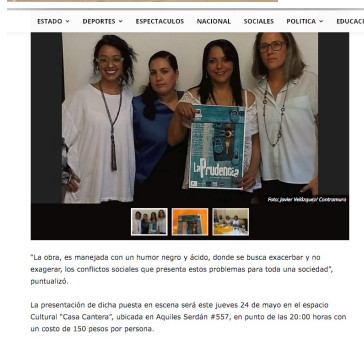 ESTADO DEPORTES ESPECTACULOS NACIONAL SOCIALES POLITICA EDUCAC
La Prudencia
Foto: Javier Velázquez/ Contramuro
"La obra, es manejada con un humor negro y ácido, donde se busca exacerbar y no
exagerar, los conflictos sociales que presenta estos problemas para toda una sociedad",
puntualizó.
La presentación de dicha puesta en escena será este jueves 24 de mayo en el espacio
Cultural "Casa Cantera", ubicada en Aquiles Serdán #557, en punto de las 20:00 horas con
un costo de 150 pesos por persona.